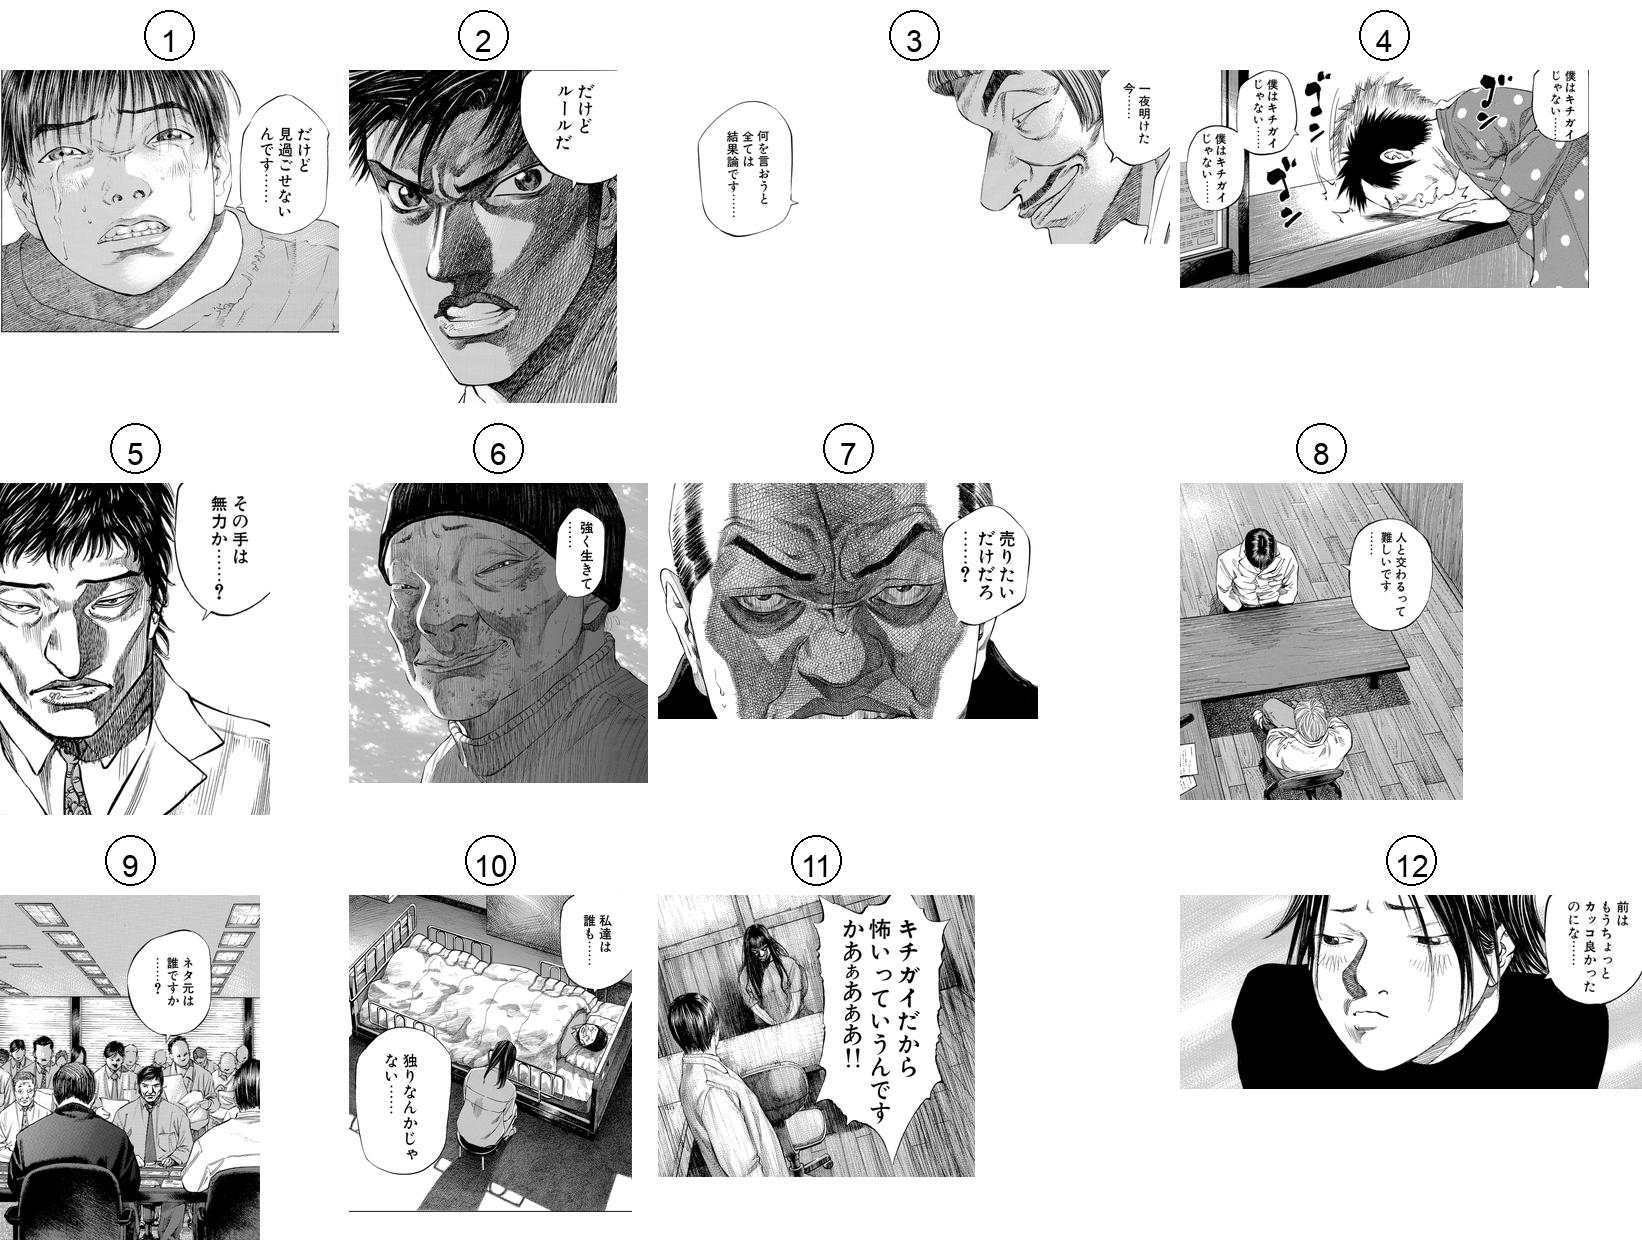 1
だけど
見過ごせない
んです……
2
だけど
ルールだ
3
一夜明けた
今……
何を言おうと
全ては
結果論です……
4
僕はキチガイ
じゃない……
ゴン
ゴン
僕はキチガイ
じゃない……
ゴン
僕はキチガイ
じゃない……
5
その手は
無力か……?
6
強く生きて
……
7
売りたい
だけだろ
……?
8
人と交わるって
難しいです
……
9
ネタ元は
誰ですか
……?
10
私達は
誰も……
独りなんかじゃ
ない……
11
キチガイだから
怖いっていうんです
かあぁあぁああ!!
12
前は
もうちょっと
カッコ良かった
のにな……